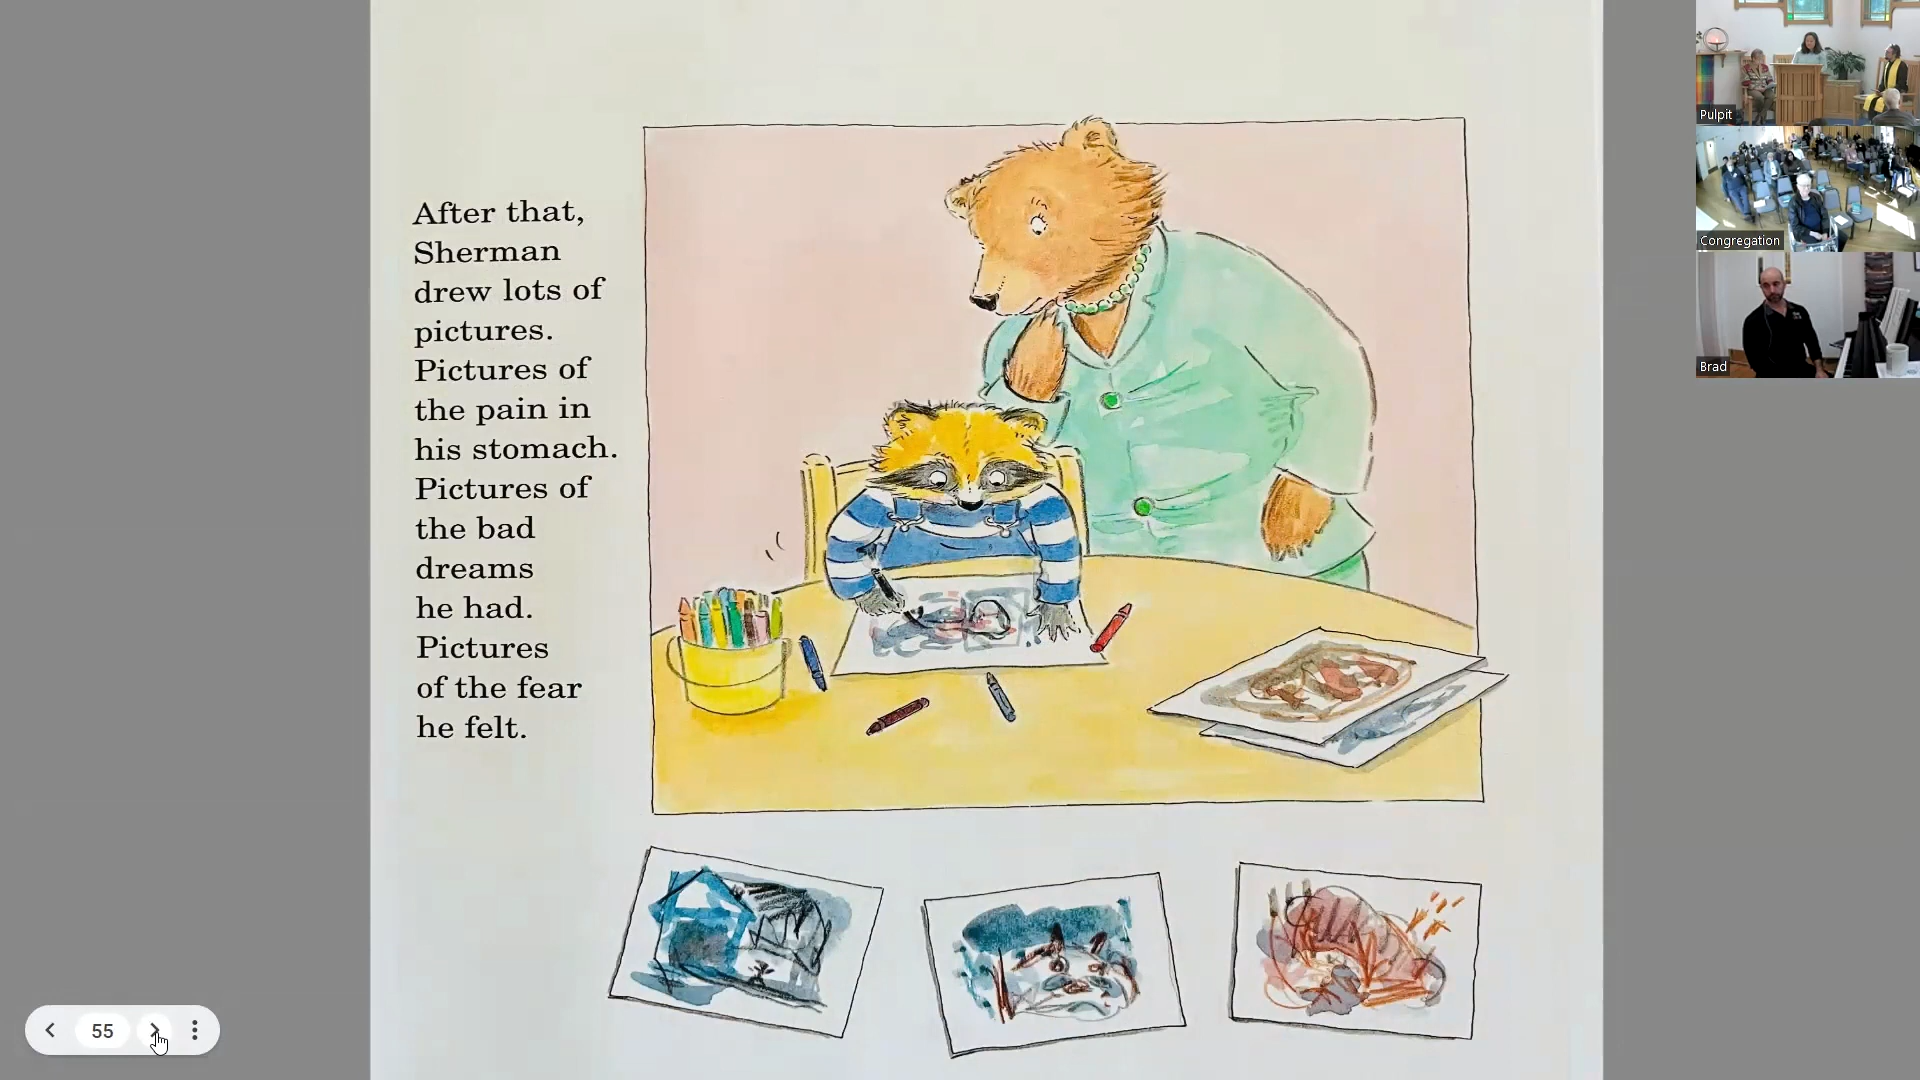 After that,
Sherman
drew lots of
pictures.
Pictures of
the pain in
his stomach.
Pictures of
the bad
dreams
he had.
Pictures
of the fear
he felt.
Pulpit
Congregation
Brad
55